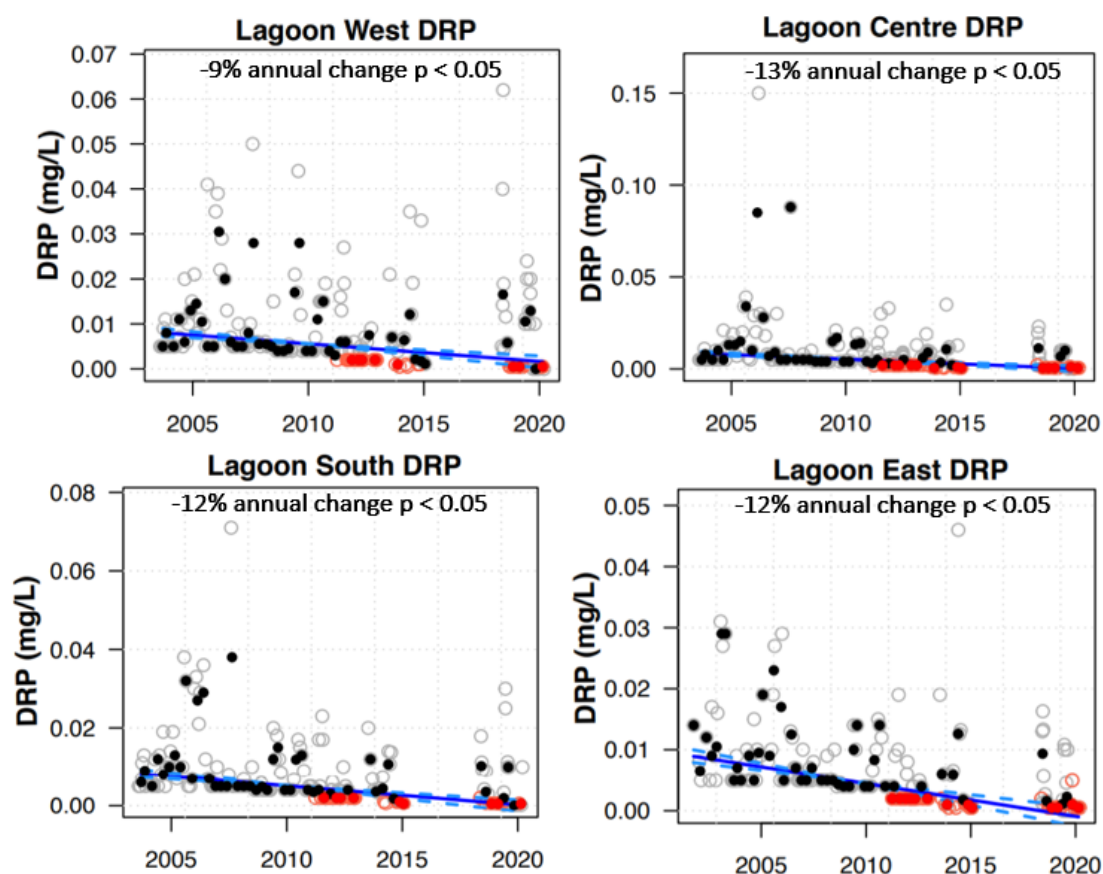 Lagoon West DRP
-9% annual change p < 0.05
DRP (mg/L)
0.07
0.06
0.05
0.04
0.03
0.02
0.01
0.00
2005 2010 2015 2020
Lagoon Centre DRP
-13% annual change p < 0.05
DRP (mg/L)
0.15
0.10
0.05
0.00
2005 2010 2015 2020
Lagoon South DRP
-12% annual change p < 0.05
DRP (mg/L)
0.08
0.06
0.04
0.02
0.00
2005 2010 2015 2020
Lagoon East DRP
-12% annual change p < 0.05
DRP (mg/L)
0.05
0.04
0.03
0.02
0.01
0.00
2005 2010 2015 2020